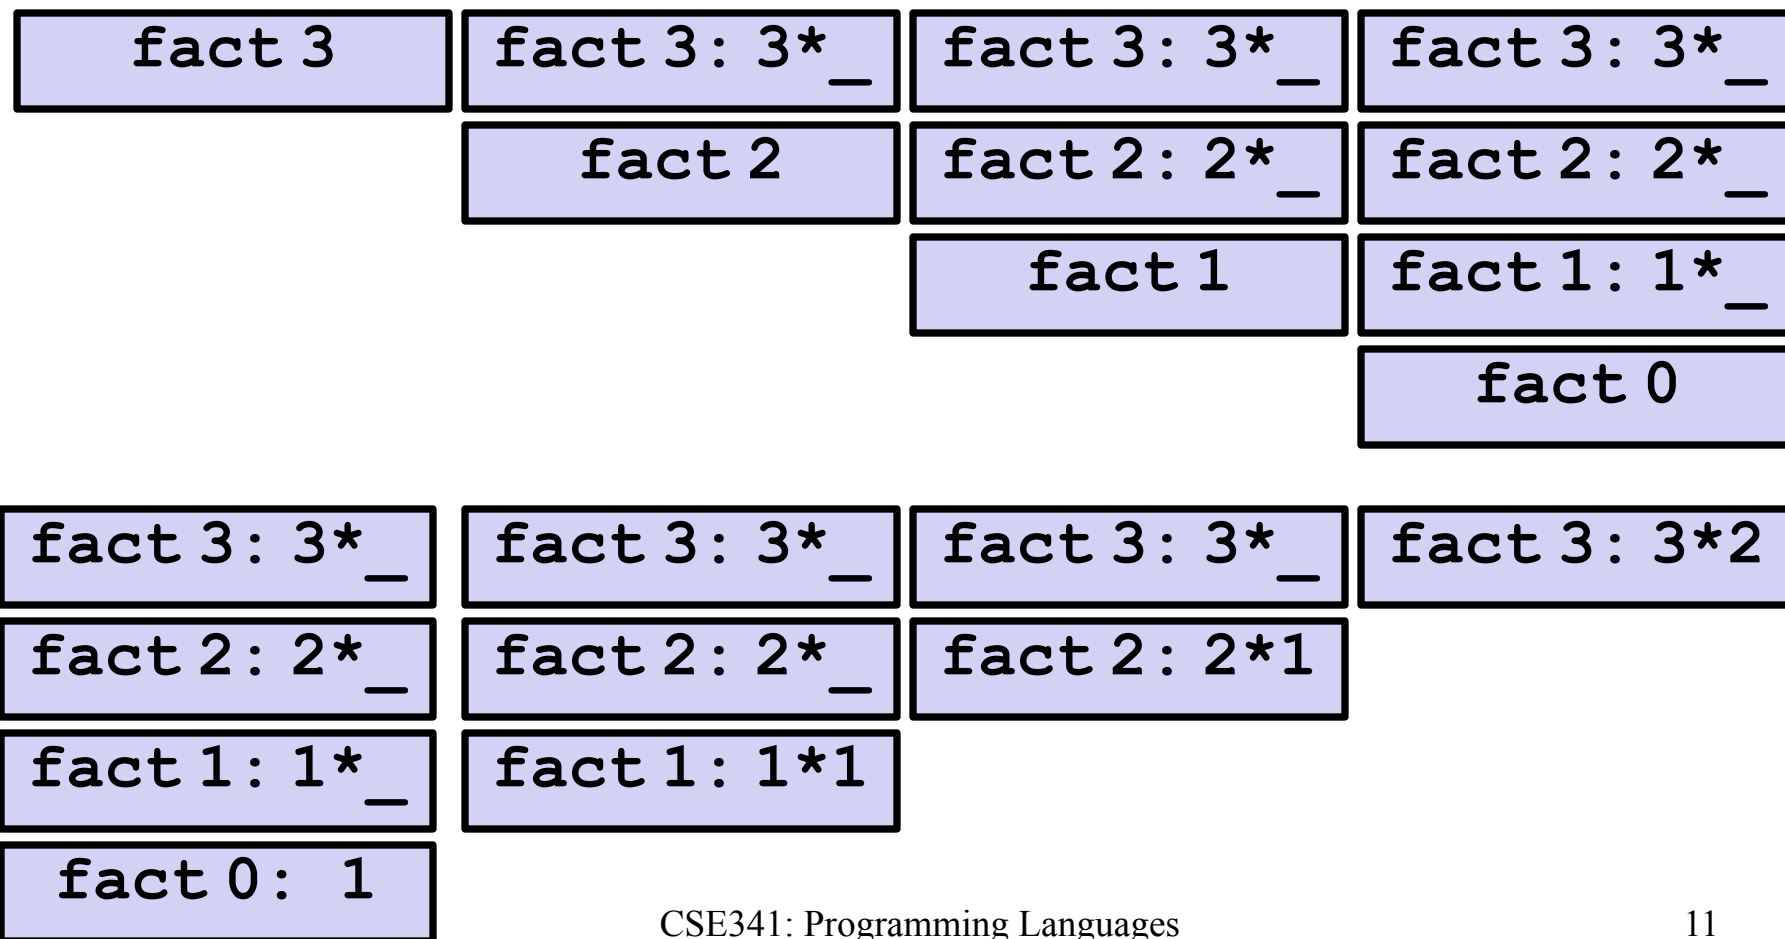 fact 3 fact 3: 3*_ fact 3: 3*_ fact 3: 3*_
fact 2 fact 2: 2*_ fact 2: 2*_
fact 1 fact 1: 1*_
fact 0
fact 3: 3*_ fact 3: 3*_ fact 3: 3*_ fact 3: 3*2
fact 2: 2*_ fact 2: 2*_ fact 2: 2*1
fact 1: 1*_ fact 1: 1*1
fact 0: 1
CSE341: Programming Languages 11